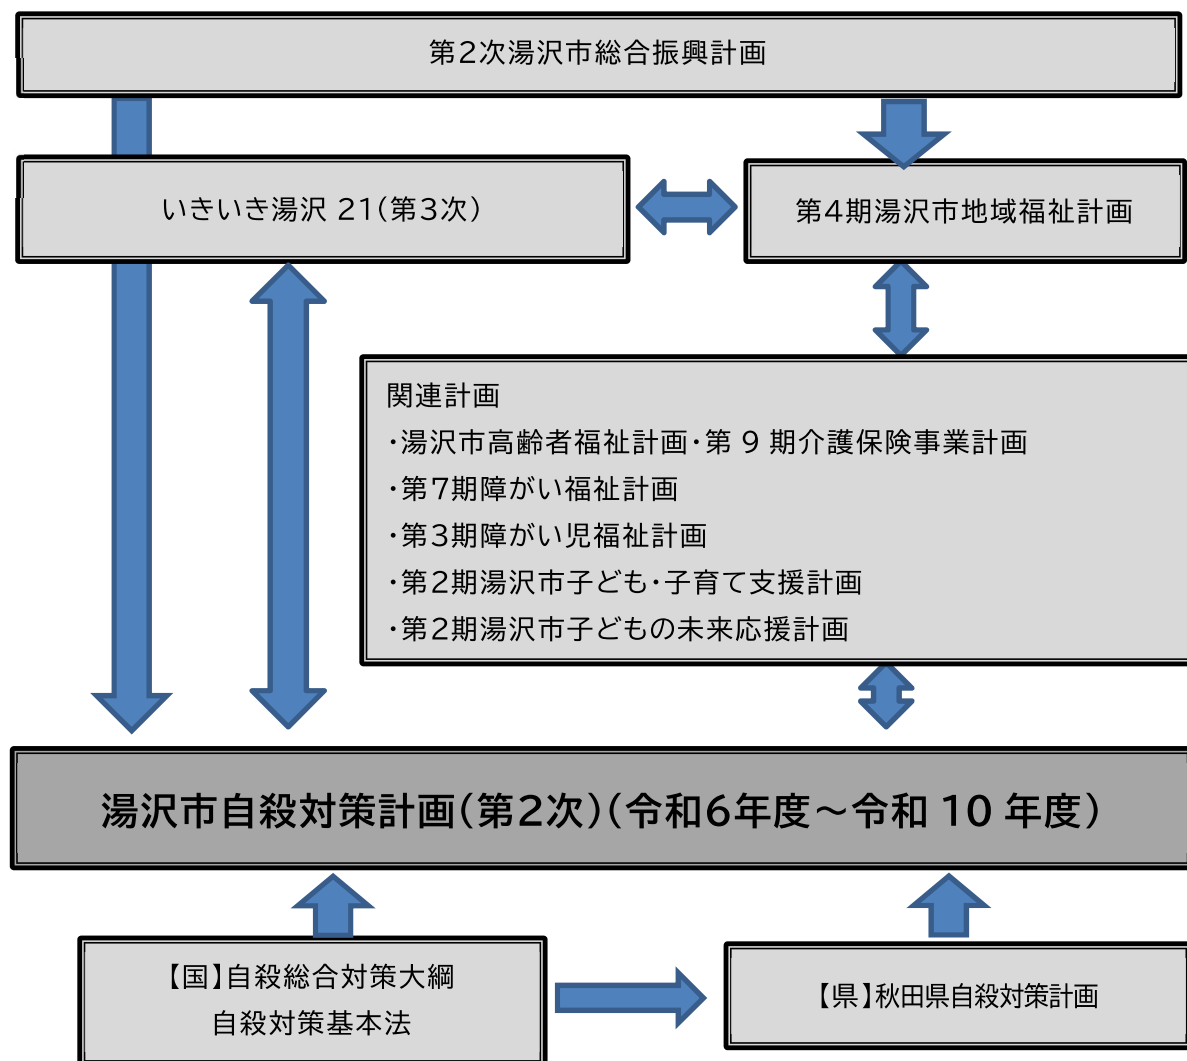 第2次湯沢市総合振興計画
いきいき湯沢 21(第3次)
第4期湯沢市地域福祉計画
関連計画
・湯沢市高齢者福祉計画・第 9 期介護保険事業計画
・第7期障がい福祉計画
・第3期障がい児福祉計画
・第2期湯沢市子ども・子育て支援計画
・第2期湯沢市子どもの未来応援計画
湯沢市自殺対策計画(第2次)(令和6年度～令和 10 年度)
【国】自殺総合対策大綱
自殺対策基本法
【県】秋田県自殺対策計画